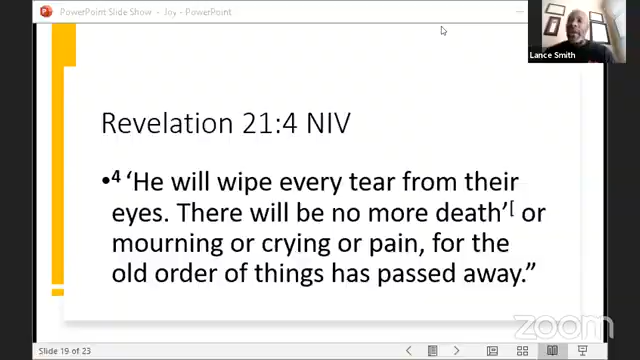 PowerPoint Slide Show - Joy - PowerPoint
Lance Smith
Revelation 21:4 NIV
•⁴ ‘He will wipe every tear from their
eyes. There will be no more death’[ or
mourning or crying or pain, for the
old order of things has passed away.”
Slide 19 of 23
zoom